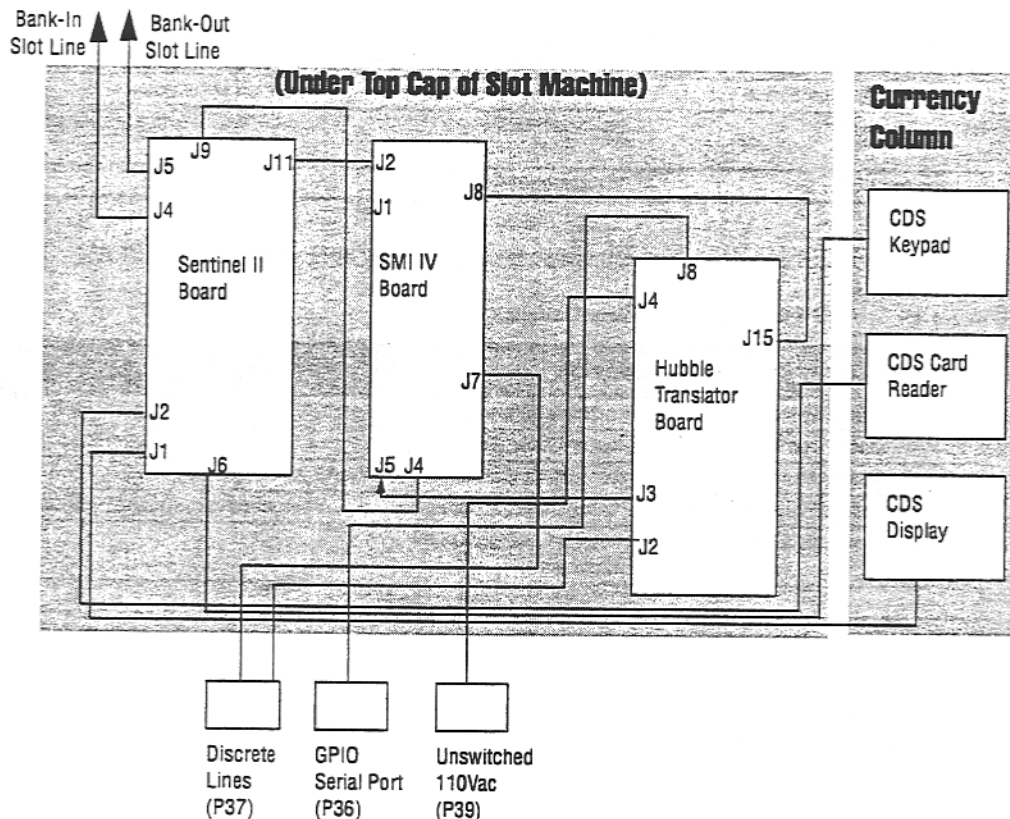 Bank-In
Slot Line
Bank-Out
Slot Line
(Under Top Cap of Slot Machine)
Currency
Column
J9
J5
J11
J4
Sentinel II
Board
J2
J1
J6
J2
J8
J1
SMI IV
Board
J7
J5 J4
J8
J4
J15
Hubble
Translator
Board
J3
J2
CDS
Keypad
CDS Card
Reader
CDS
Display
Discrete
Lines
(P37)
GPIO
Serial Port
(P36)
Unswitched
110Vac
(P39)